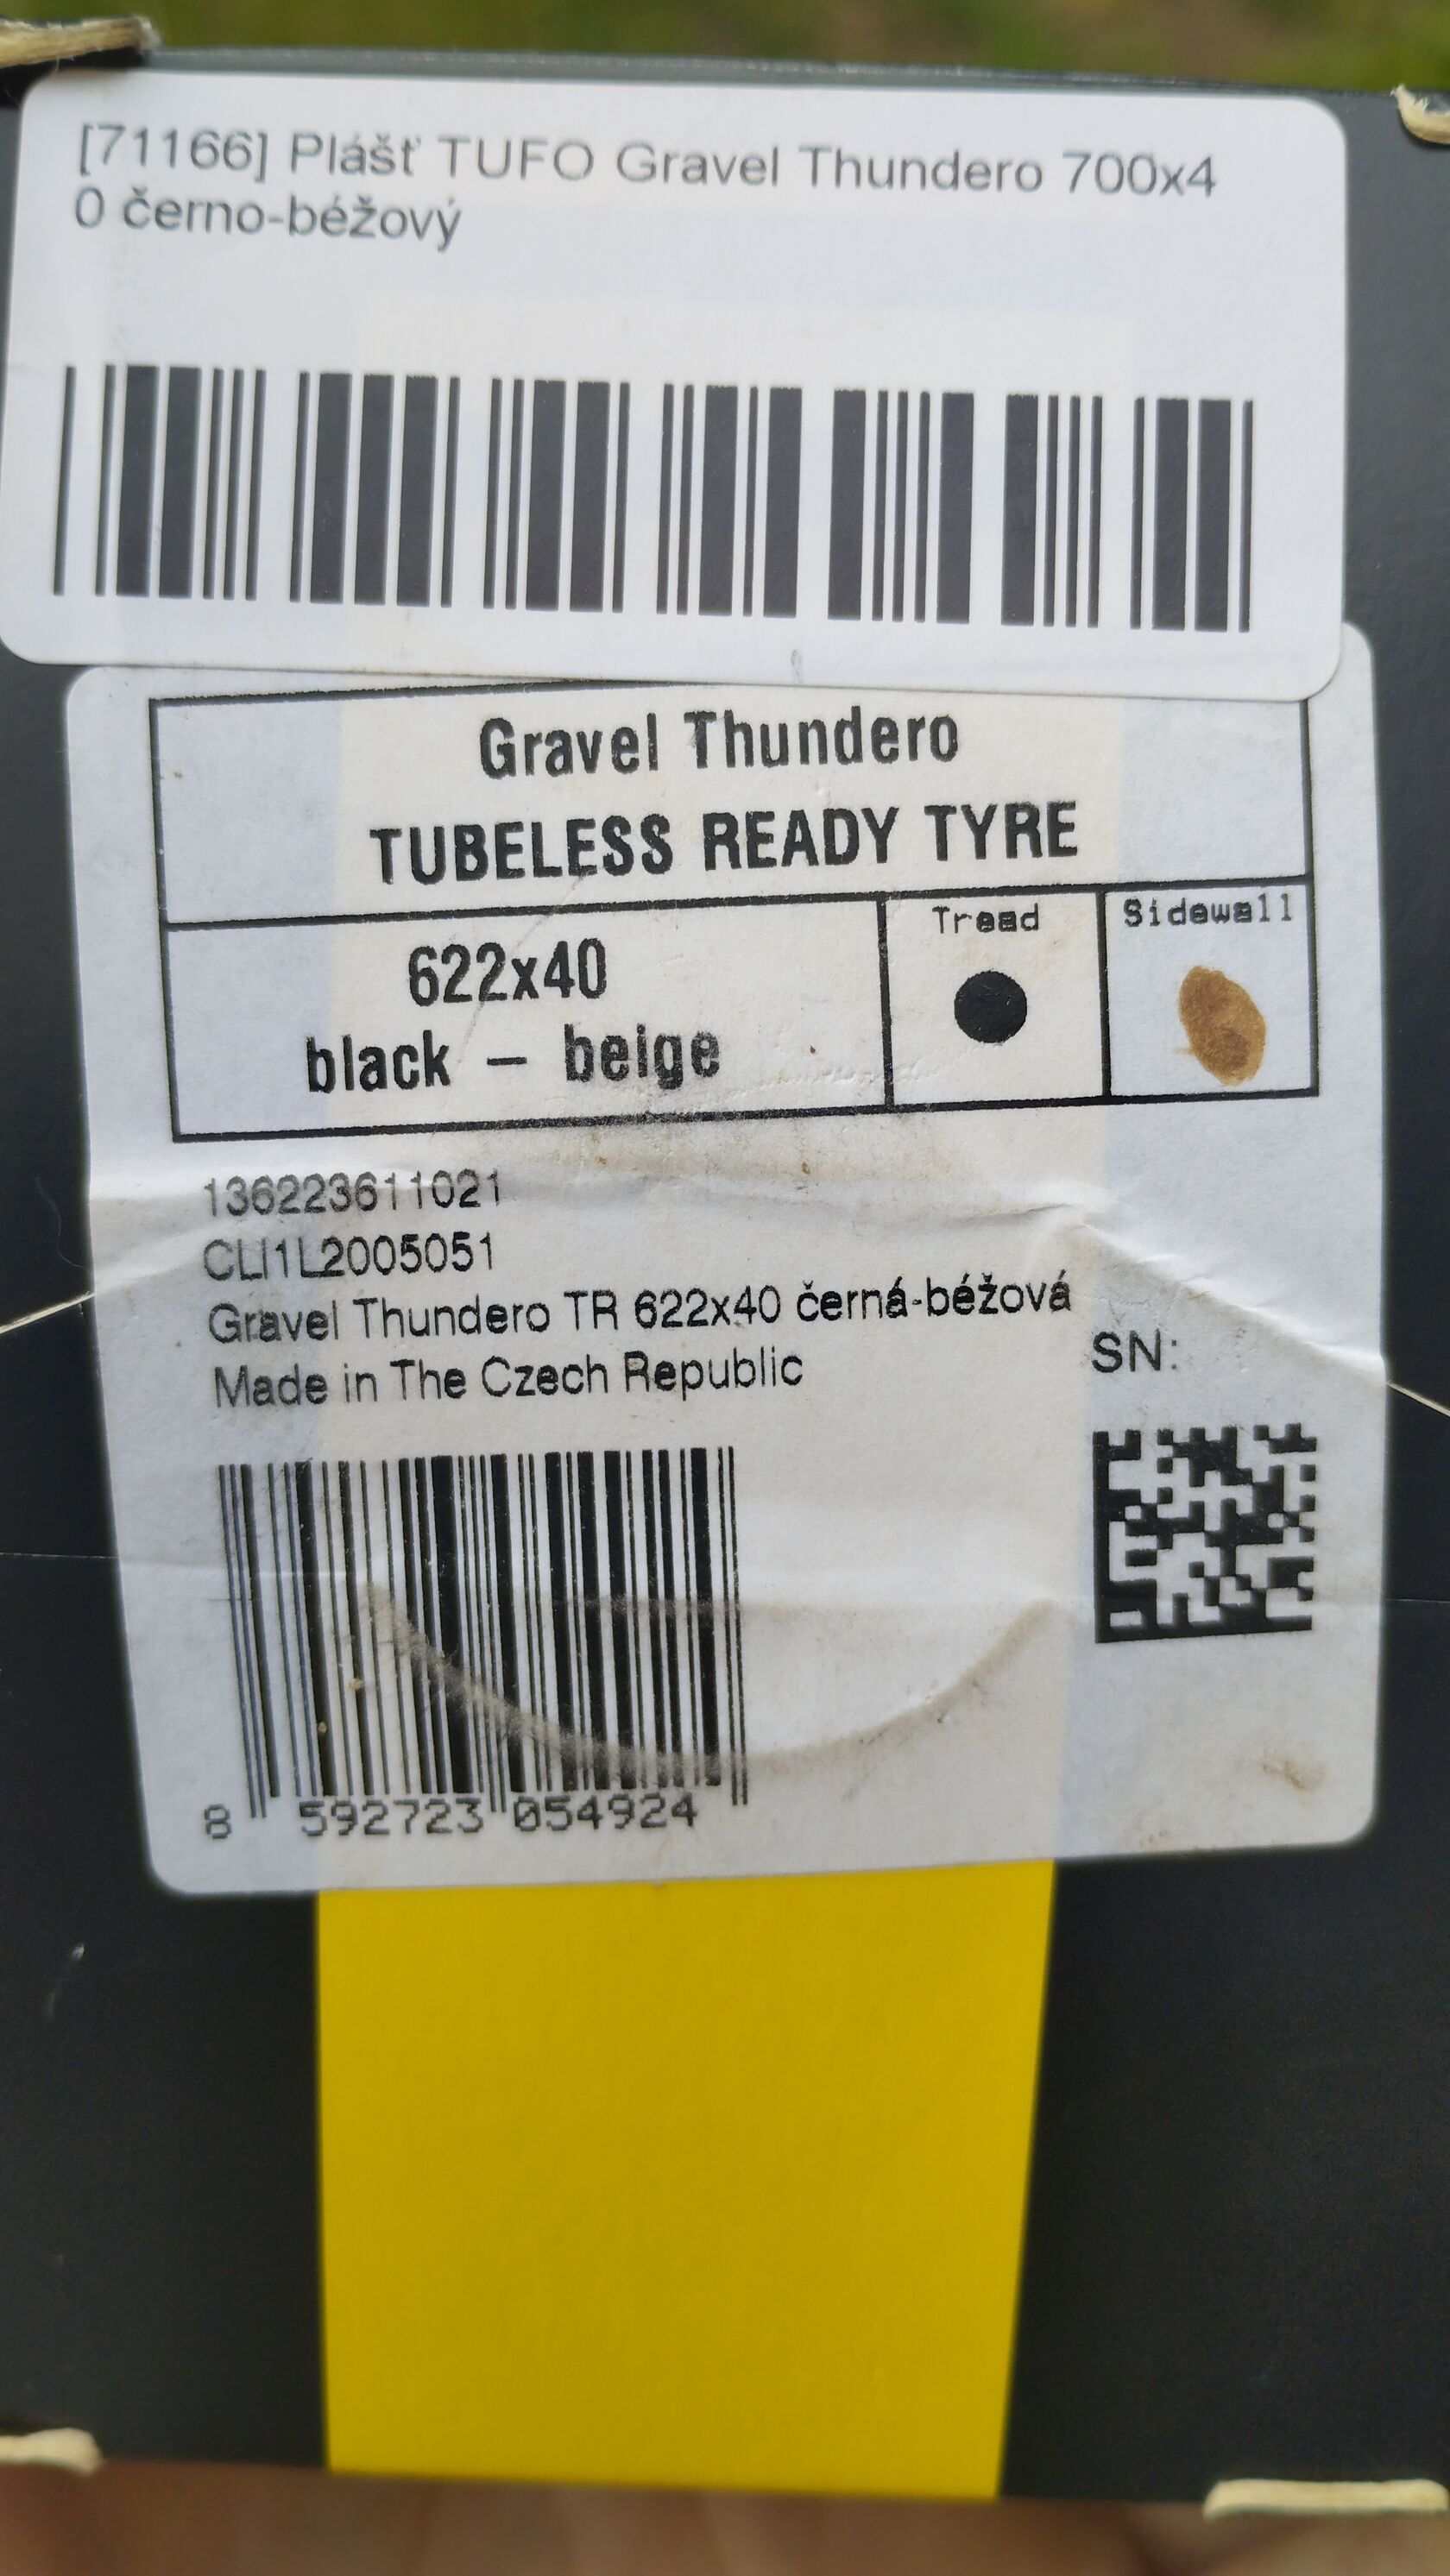 [71166] Plášť TUFO Gravel Thundero 700x4
0 černo-béžový
Gravel Thundero
TUBELESS READY TYRE
622x40
black – beige
Tread
Sidewall
136223611021
CLI1L2005051
Gravel Thundero TR 622x40 černá-béžová
Made in The Czech Republic
SN:
8 592723 054924